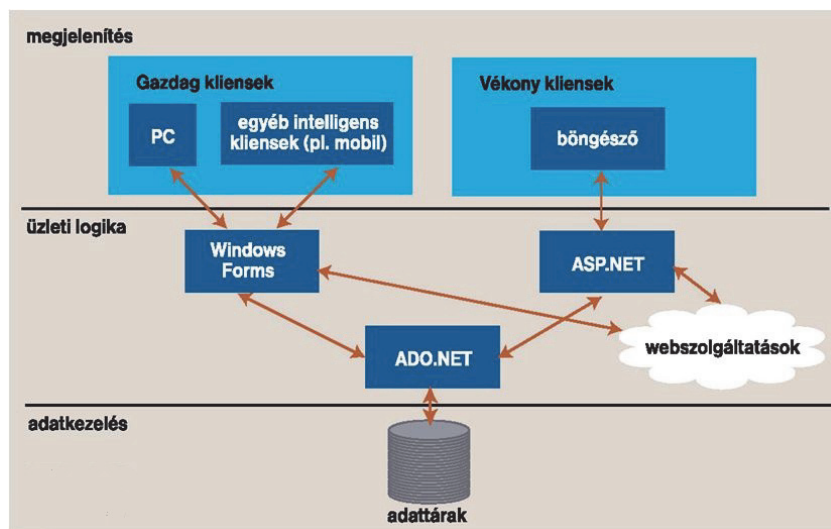 megjelenítés
Gazdag kliensek
PC
egyéb intelligens
kliensek (pl. mobil)
Vékony kliensek
böngésző
üzleti logika
Windows
Forms
ASP.NET
ADO.NET
webszolgáltatások
adatkezelés
adattárak